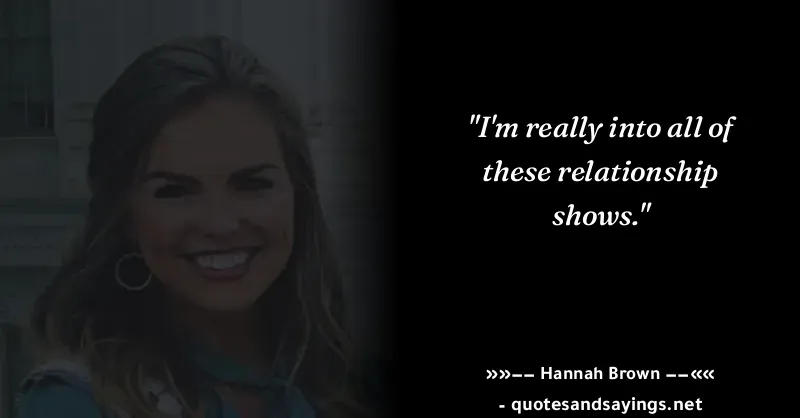 "I'm really into all of
these relationship
shows."
»»−− Hannah Brown −−««
- quotesandsayings.net